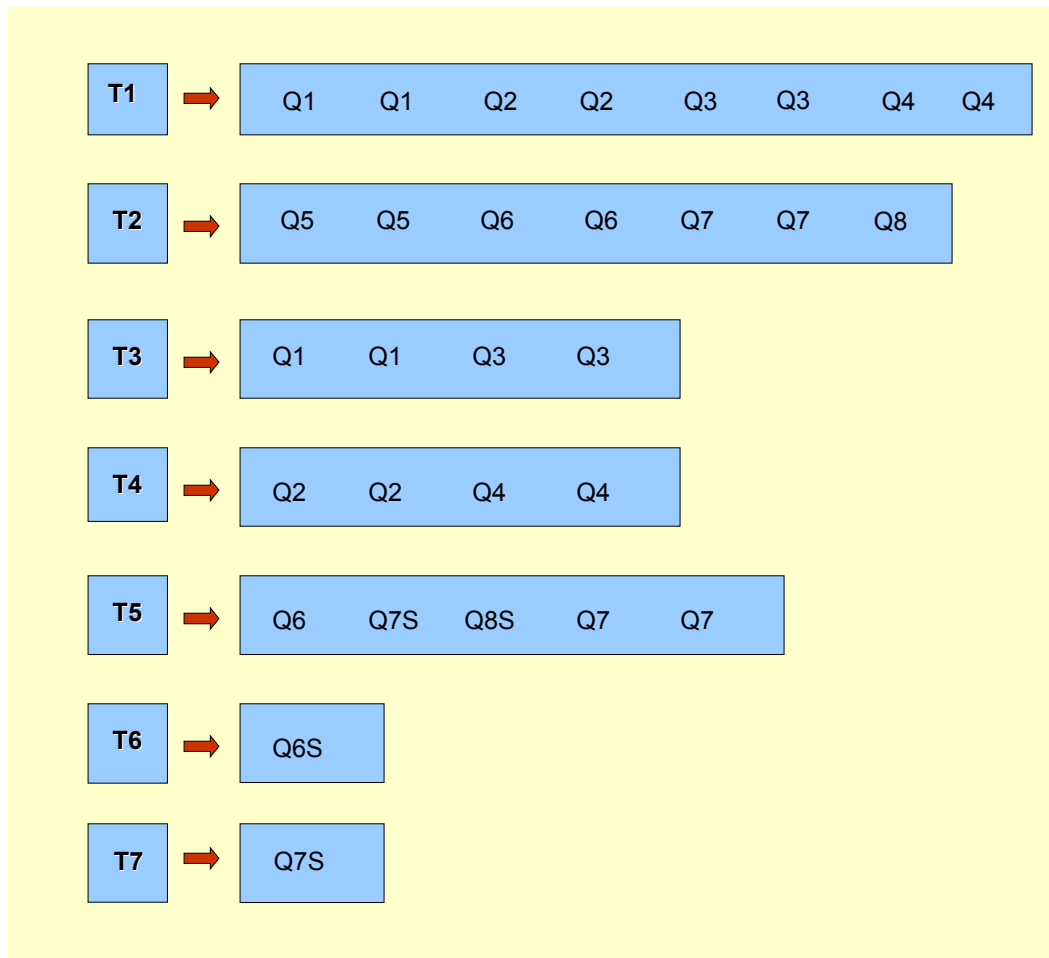 T1 Q1 Q1 Q2 Q2 Q3 Q3 Q4 Q4
T2 Q5 Q5 Q6 Q6 Q7 Q7 Q8
T3 Q1 Q1 Q3 Q3
T4 Q2 Q2 Q4 Q4
T5 Q6 Q7S Q8S Q7 Q7
T6 Q6S
T7 Q7S